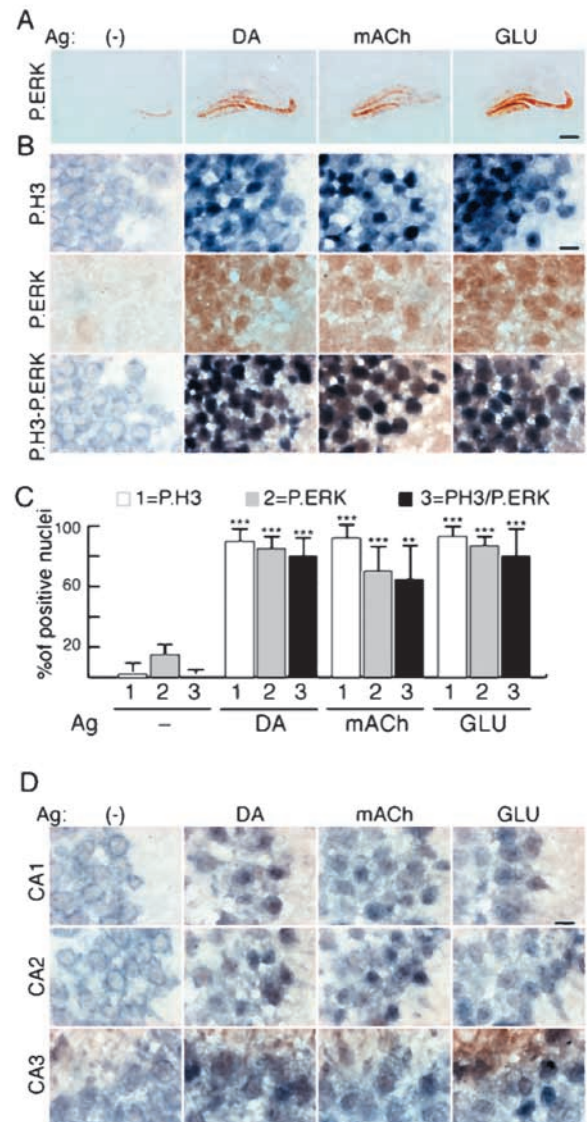 A
Ag: (-) DA mACh GLU
P.ERK
B
P.H3
P.ERK
P.H3-P.ERK
C
1=P.H3 2=P.ERK 3=PH3/P.ERK
%of positive nuclei
100
60
20
*** *** *** *** *** ** *** *** ***
1 2 3 1 2 3 1 2 3 1 2 3
Ag – DA mACh GLU
D
Ag: (-) DA mACh GLU
CA1
CA2
CA3